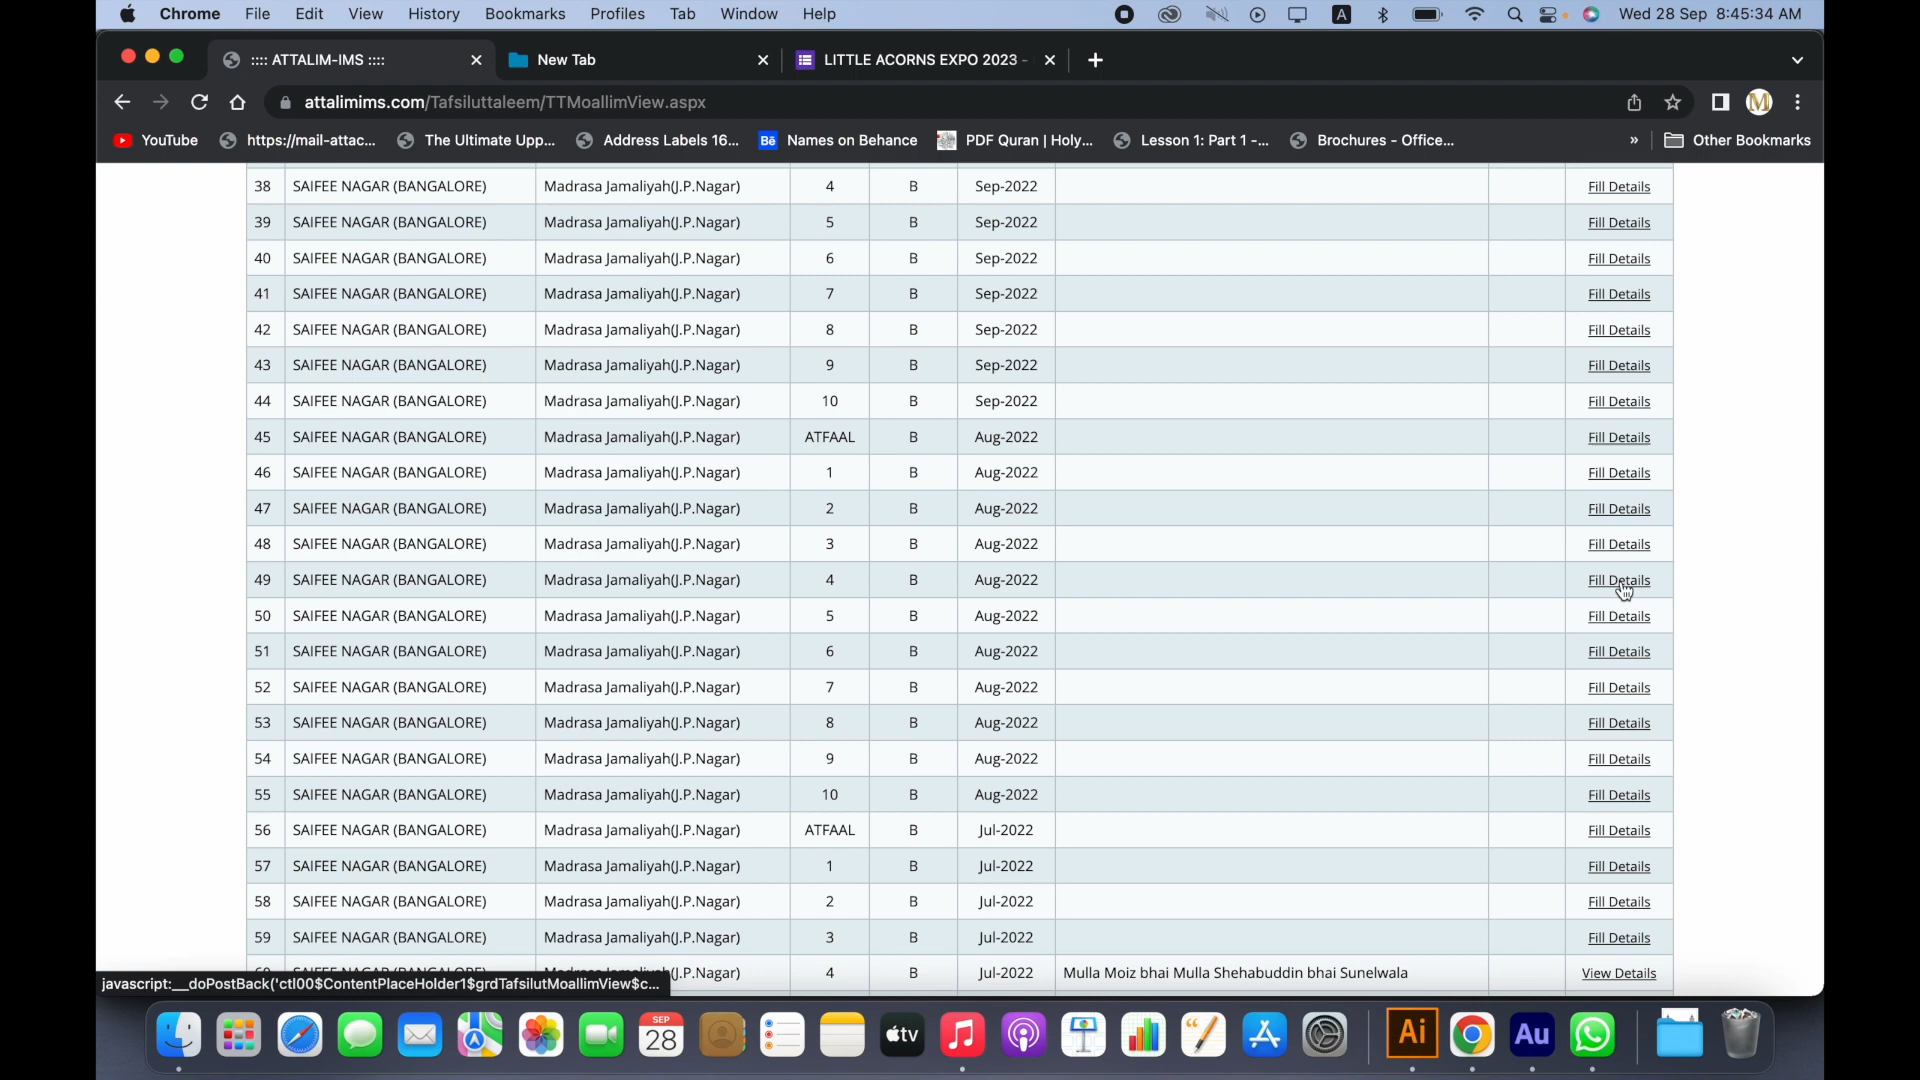 Chrome File Edit View History Bookmarks Profiles Tab Window Help A Wed 28 Sep 8:45:34 AM
:::: ATTALIM-IMS :::: New Tab LITTLE ACORNS EXPO 2023 -
attalimims.com/Tafsiluttaleem/TTMoallimView.aspx M
YouTube https://mail-attac... The Ultimate Upp... Address Labels 16... Bē Names on Behance PDF Quran | Holy... Lesson 1: Part 1 -... Brochures - Office... » Other Bookmarks
38 SAIFEE NAGAR (BANGALORE) Madrasa Jamaliyah(J.P.Nagar) 4 B Sep-2022 Fill Details
39 SAIFEE NAGAR (BANGALORE) Madrasa Jamaliyah(J.P.Nagar) 5 B Sep-2022 Fill Details
40 SAIFEE NAGAR (BANGALORE) Madrasa Jamaliyah(J.P.Nagar) 6 B Sep-2022 Fill Details
41 SAIFEE NAGAR (BANGALORE) Madrasa Jamaliyah(J.P.Nagar) 7 B Sep-2022 Fill Details
42 SAIFEE NAGAR (BANGALORE) Madrasa Jamaliyah(J.P.Nagar) 8 B Sep-2022 Fill Details
43 SAIFEE NAGAR (BANGALORE) Madrasa Jamaliyah(J.P.Nagar) 9 B Sep-2022 Fill Details
44 SAIFEE NAGAR (BANGALORE) Madrasa Jamaliyah(J.P.Nagar) 10 B Sep-2022 Fill Details
45 SAIFEE NAGAR (BANGALORE) Madrasa Jamaliyah(J.P.Nagar) ATFAAL B Aug-2022 Fill Details
46 SAIFEE NAGAR (BANGALORE) Madrasa Jamaliyah(J.P.Nagar) 1 B Aug-2022 Fill Details
47 SAIFEE NAGAR (BANGALORE) Madrasa Jamaliyah(J.P.Nagar) 2 B Aug-2022 Fill Details
48 SAIFEE NAGAR (BANGALORE) Madrasa Jamaliyah(J.P.Nagar) 3 B Aug-2022 Fill Details
49 SAIFEE NAGAR (BANGALORE) Madrasa Jamaliyah(J.P.Nagar) 4 B Aug-2022 Fill Details
50 SAIFEE NAGAR (BANGALORE) Madrasa Jamaliyah(J.P.Nagar) 5 B Aug-2022 Fill Details
51 SAIFEE NAGAR (BANGALORE) Madrasa Jamaliyah(J.P.Nagar) 6 B Aug-2022 Fill Details
52 SAIFEE NAGAR (BANGALORE) Madrasa Jamaliyah(J.P.Nagar) 7 B Aug-2022 Fill Details
53 SAIFEE NAGAR (BANGALORE) Madrasa Jamaliyah(J.P.Nagar) 8 B Aug-2022 Fill Details
54 SAIFEE NAGAR (BANGALORE) Madrasa Jamaliyah(J.P.Nagar) 9 B Aug-2022 Fill Details
55 SAIFEE NAGAR (BANGALORE) Madrasa Jamaliyah(J.P.Nagar) 10 B Aug-2022 Fill Details
56 SAIFEE NAGAR (BANGALORE) Madrasa Jamaliyah(J.P.Nagar) ATFAAL B Jul-2022 Fill Details
57 SAIFEE NAGAR (BANGALORE) Madrasa Jamaliyah(J.P.Nagar) 1 B Jul-2022 Fill Details
58 SAIFEE NAGAR (BANGALORE) Madrasa Jamaliyah(J.P.Nagar) 2 B Jul-2022 Fill Details
59 SAIFEE NAGAR (BANGALORE) Madrasa Jamaliyah(J.P.Nagar) 3 B Jul-2022 Fill Details
4 B Jul-2022 Mulla Moiz bhai Mulla Shehabuddin bhai Sunelwala View Details
javascript:__doPostBack('ctl00$ContentPlaceHolder1$grdTafsilutMoallimView$c...
SEP 28 tv Ai Au